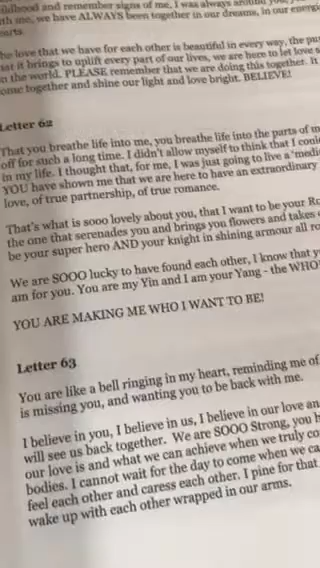 ildhood and remember signs of me, I was always around you,
ith me, we have ALWAYS been together in our dreams, in our energi
earts.
he love that we have for each other is beautiful in every way, the pu
at it brings to uplift every part of our lives, we are here to let love s
n the world. PLEASE remember that we are doing this together. It
ome together and shine our light and love bright. BELIEVE!
Letter 62
That you breathe life into me, you breathe life into the parts of m
off for such a long time. I didn't allow myself to think that I coul
in my life. I thought that, for me, I was just going to live a 'medi
YOU have shown me that we are here to have an extraordinary
love, of true partnership, of true romance.
That's what is sooo lovely about you, that I want to be your Ro
the one that serenades you and brings you flowers and takes
be your super hero AND your knight in shining armour all ro
We are SOOO lucky to have found each other, I know that y
am for you. You are my Yin and I am your Yang - the WHO
YOU ARE MAKING ME WHO I WANT TO BE!
Letter 63
You are like a bell ringing in my heart, reminding me of
is missing you, and wanting you to be back with me.
I believe in you, I believe in us, I believe in our love an
will see us back together. We are SOOO Strong, you h
our love is and what we can achieve when we truly co
bodies. I cannot wait for the day to come when we ca
feel each other and caress each other. I pine for that
wake up with each other wrapped in our arms.